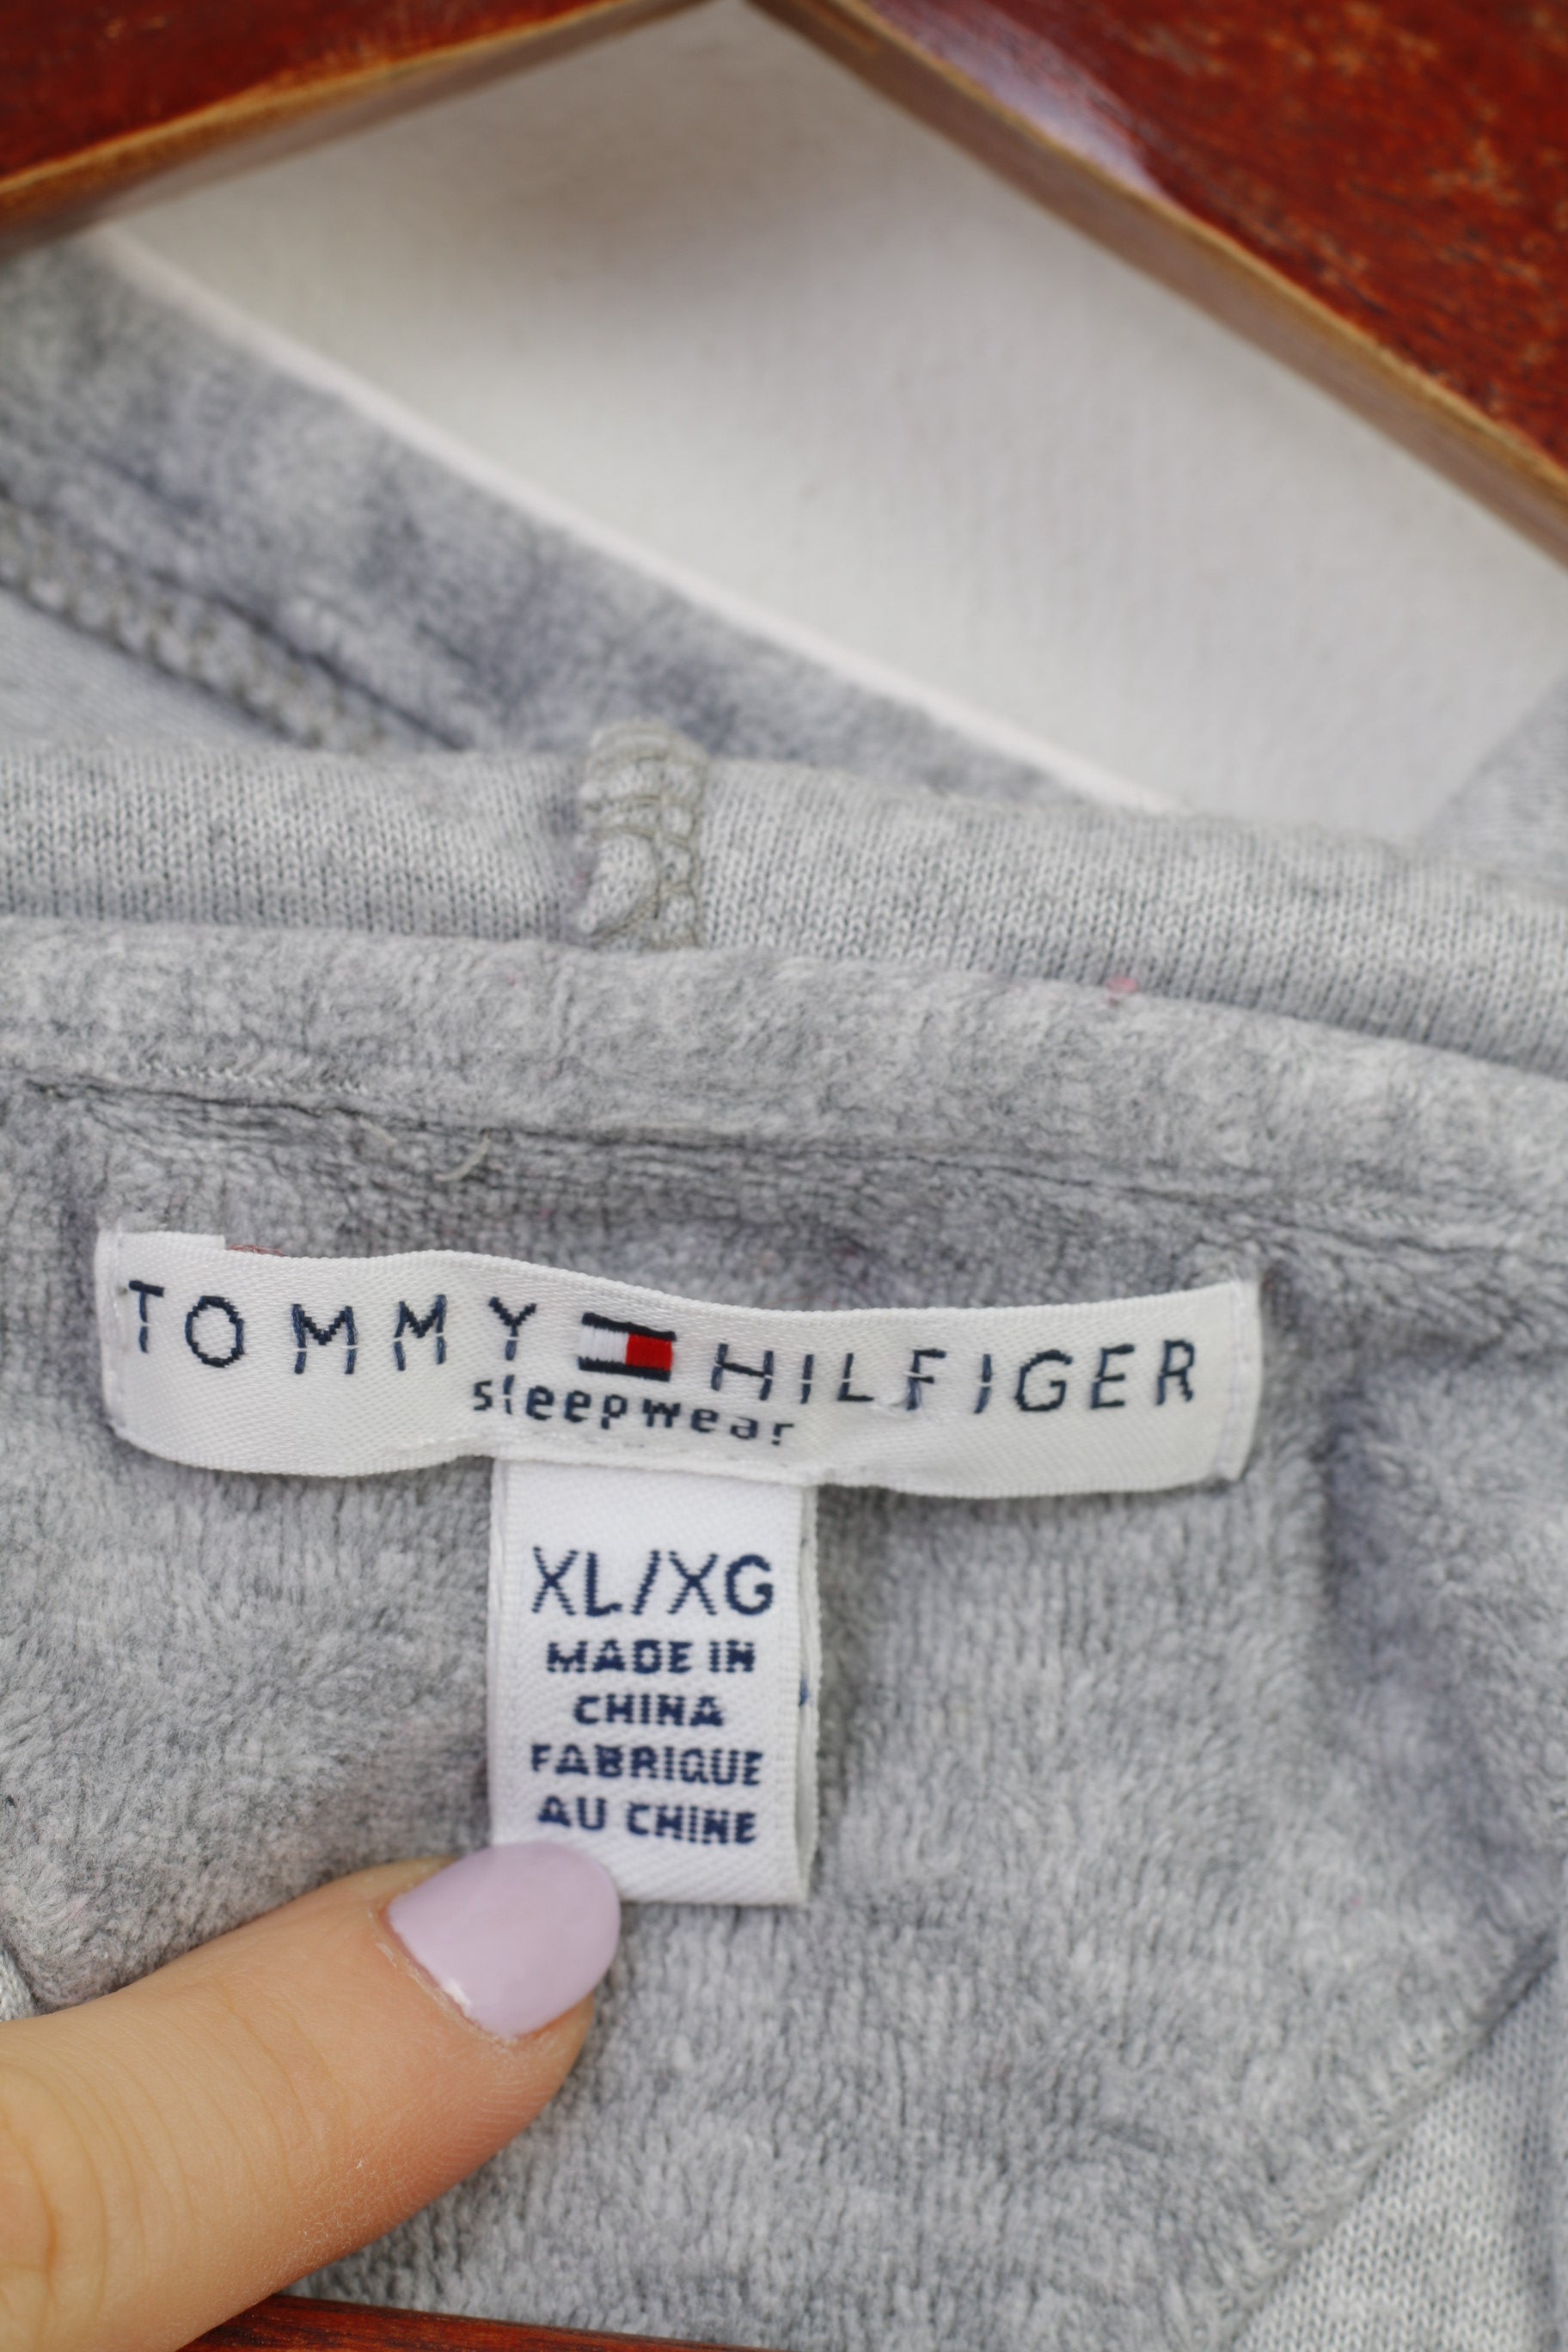 TOMMY HILFIGER
sleepwear
XL/XG
MADE IN
CHINA
FABRIQUE
AU CHINE